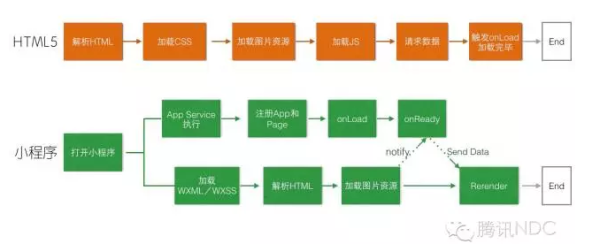 HTML5
解析HTML
加载CSS
加载图片资源
加载JS
请求数据
触发onLoad
加载完毕
End
小程序
打开小程序
App Service
执行
注册App和
Page
onLoad
onReady
notify
Send Data
加载
WXML／WXSS
解析HTML
加载图片资源
Rerender
End
腾讯NDC